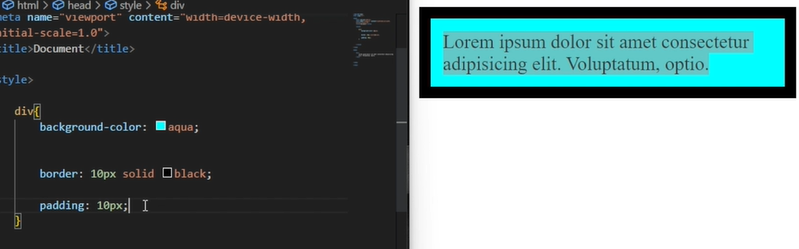 html > head > style > div
meta name="viewport" content="width=device-width,
nitial-scale=1.0">
title>Document</title>
style>
div{
background-color: aqua;
border: 10px solid black;
padding: 10px;
}
Lorem ipsum dolor sit amet consectetur
adipisicing elit. Voluptatum, optio.